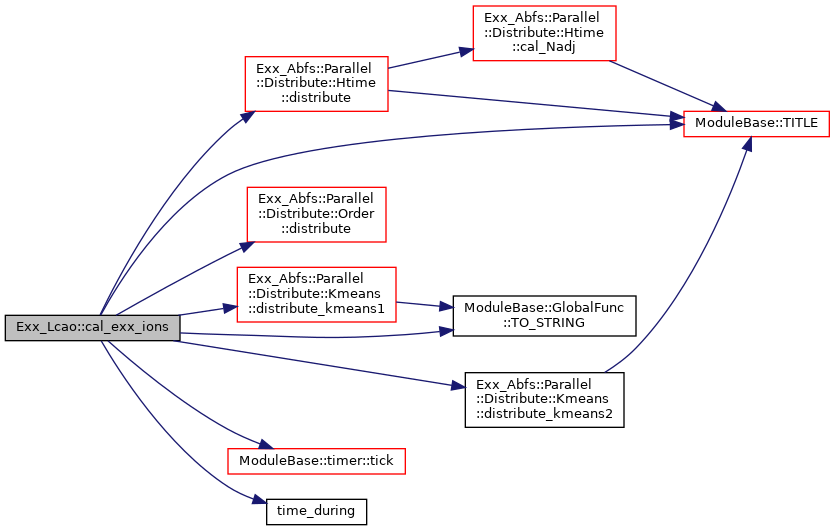 Exx_Abfs::Parallel
::Distribute::Htime
::cal_Nadj
Exx_Abfs::Parallel
::Distribute::Htime
::distribute
ModuleBase::TITLE
Exx_Abfs::Parallel
::Distribute::Order
::distribute
Exx_Abfs::Parallel
::Distribute::Kmeans
::distribute_kmeans1
ModuleBase::GlobalFunc
::TO_STRING
Exx_Lcao::cal_exx_ions
Exx_Abfs::Parallel
::Distribute::Kmeans
::distribute_kmeans2
ModuleBase::timer::tick
time_during